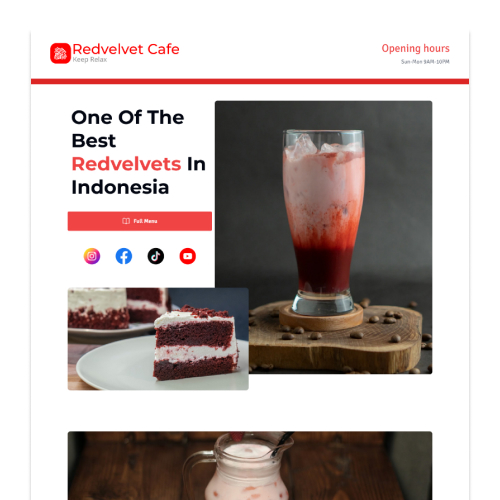 Redvelvet Cafe
Keep Relax
Opening hours
Sun-Mon 9AM-10PM
One Of The
Best
Redvelvets In
Indonesia
Full Menu